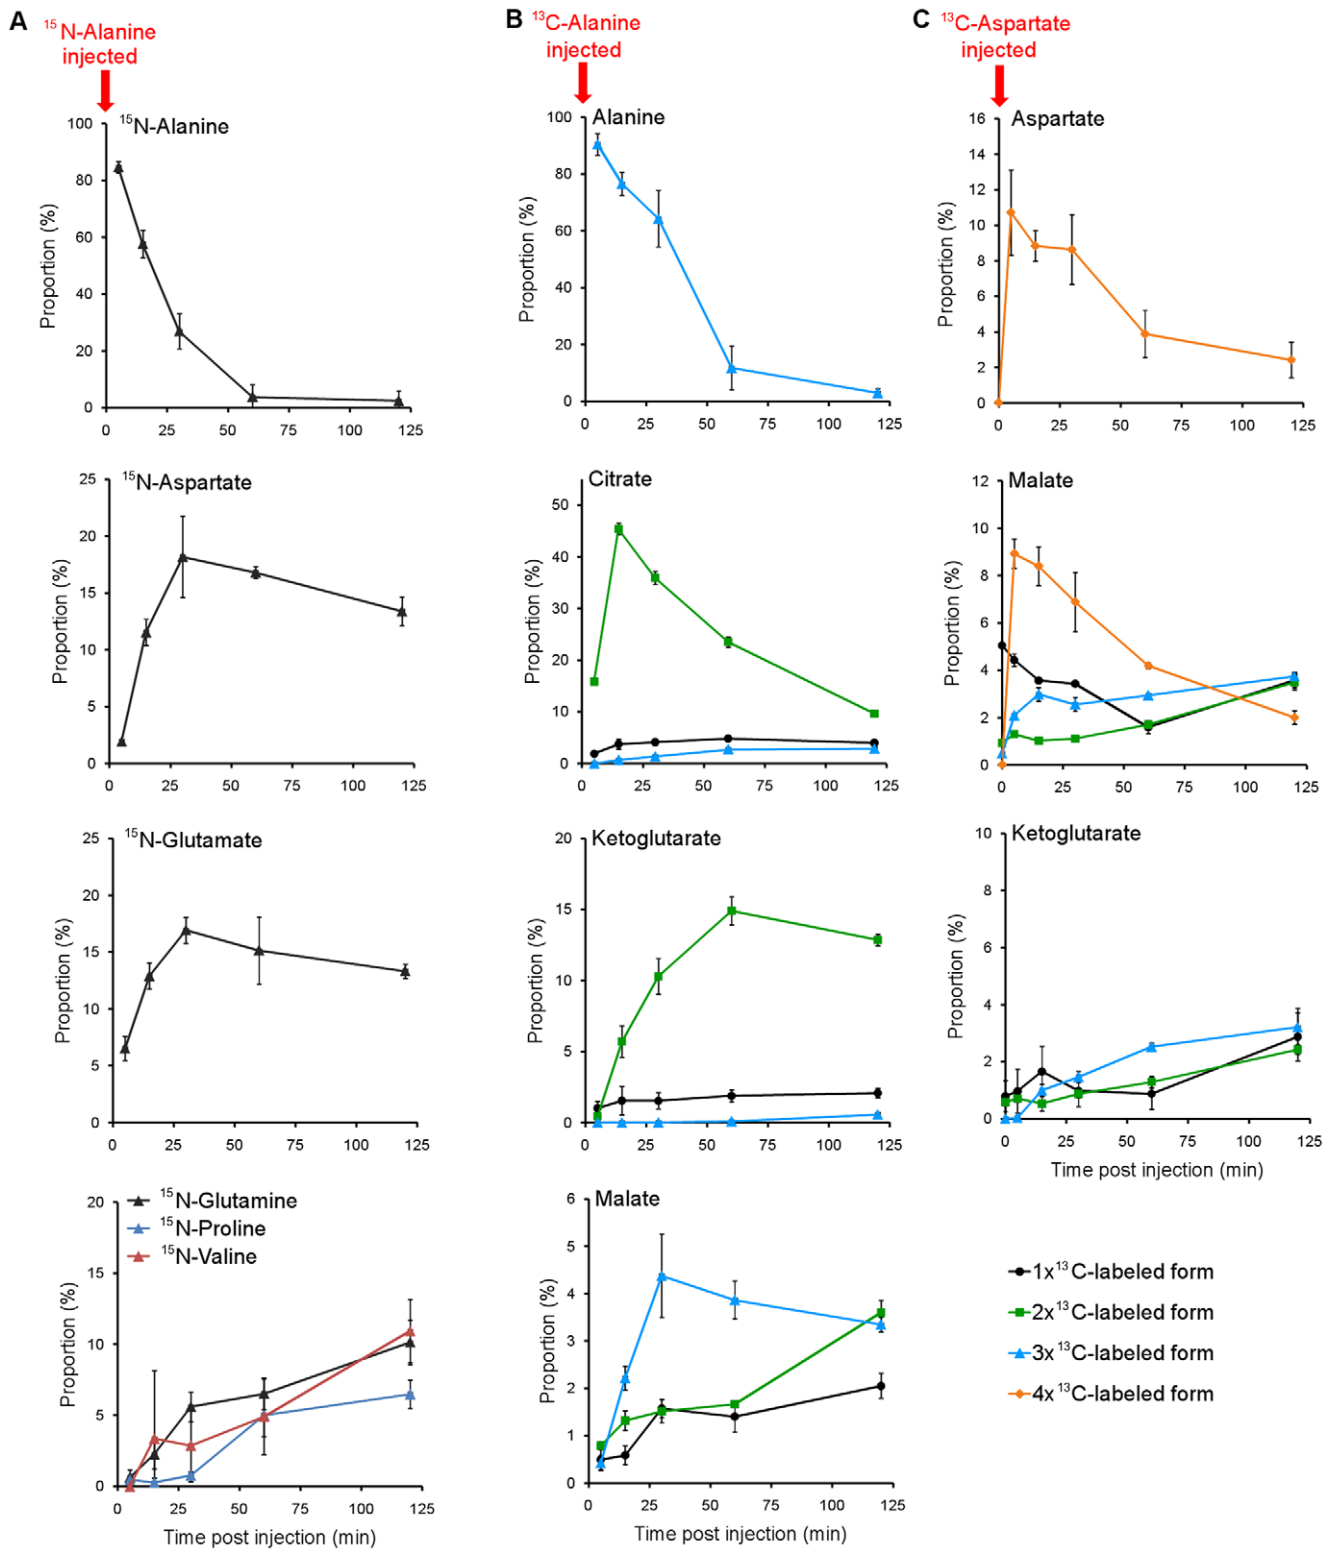 A
¹⁵N-Alanine
injected
¹⁵N-Alanine
100
80
60
40
20
0
Proportion (%)
0 25 50 75 100 125
¹⁵N-Aspartate
25
20
15
10
5
0
Proportion (%)
0 25 50 75 100 125
¹⁵N-Glutamate
25
20
15
10
5
0
Proportion (%)
0 25 50 75 100 125
¹⁵N-Glutamine
¹⁵N-Proline
¹⁵N-Valine
20
15
10
5
0
Proportion (%)
0 25 50 75 100 125
Time post injection (min)
B
¹³C-Alanine
injected
Alanine
100
80
60
40
20
0
Proportion (%)
0 25 50 75 100 125
Citrate
50
40
30
20
10
0
Proportion (%)
0 25 50 75 100 125
Ketoglutarate
20
15
10
5
0
Proportion (%)
0 25 50 75 100 125
Malate
6
5
4
3
2
1
0
Proportion (%)
0 25 50 75 100 125
Time post injection (min)
C
¹³C-Aspartate
injected
Aspartate
16
14
12
10
8
6
4
2
0
Proportion (%)
0 25 50 75 100 125
Malate
12
10
8
6
4
2
0
Proportion (%)
0 25 50 75 100 125
Ketoglutarate
10
8
6
4
2
0
Proportion (%)
0 25 50 75 100 125
Time post injection (min)
1x¹³C-labeled form
2x¹³C-labeled form
3x¹³C-labeled form
4x¹³C-labeled form